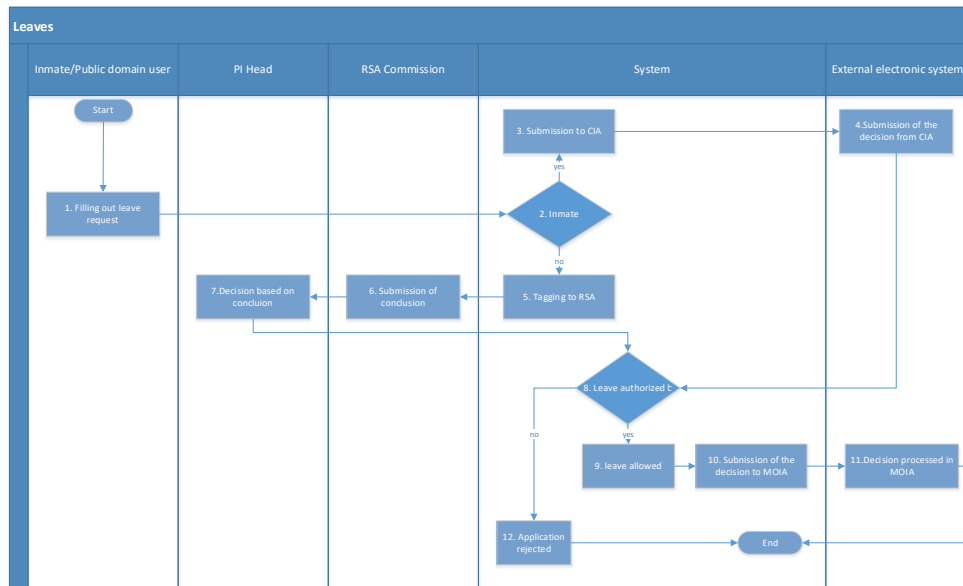 Leaves
Inmate/Public domain user
PI Head
RSA Commission
System
External electronic system
Start
3. Submission to CIA
4.Submission of the
decision from CIA
yes
1. Filling out leave
request
2. Inmate
no
7.Decision based on
concluion
6. Submission of
conclusion
5. Tagging to RSA
8. Leave authorized b
no
yes
9. leave allowed
10. Subnission of the
decision to MOIA
11.Decision processed in
MOIA
12. Application
rejected
End